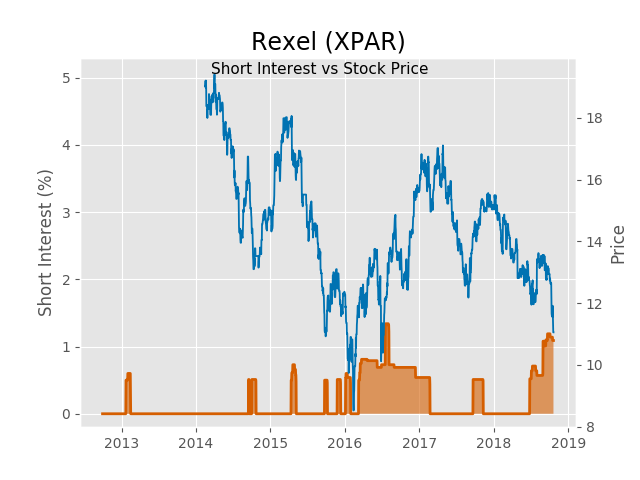 Rexel (XPAR)
Short Interest vs Stock Price
Short Interest (%)
5
4
3
2
1
0
18
16
14
12
10
8
Price
2013 2014 2015 2016 2017 2018 2019